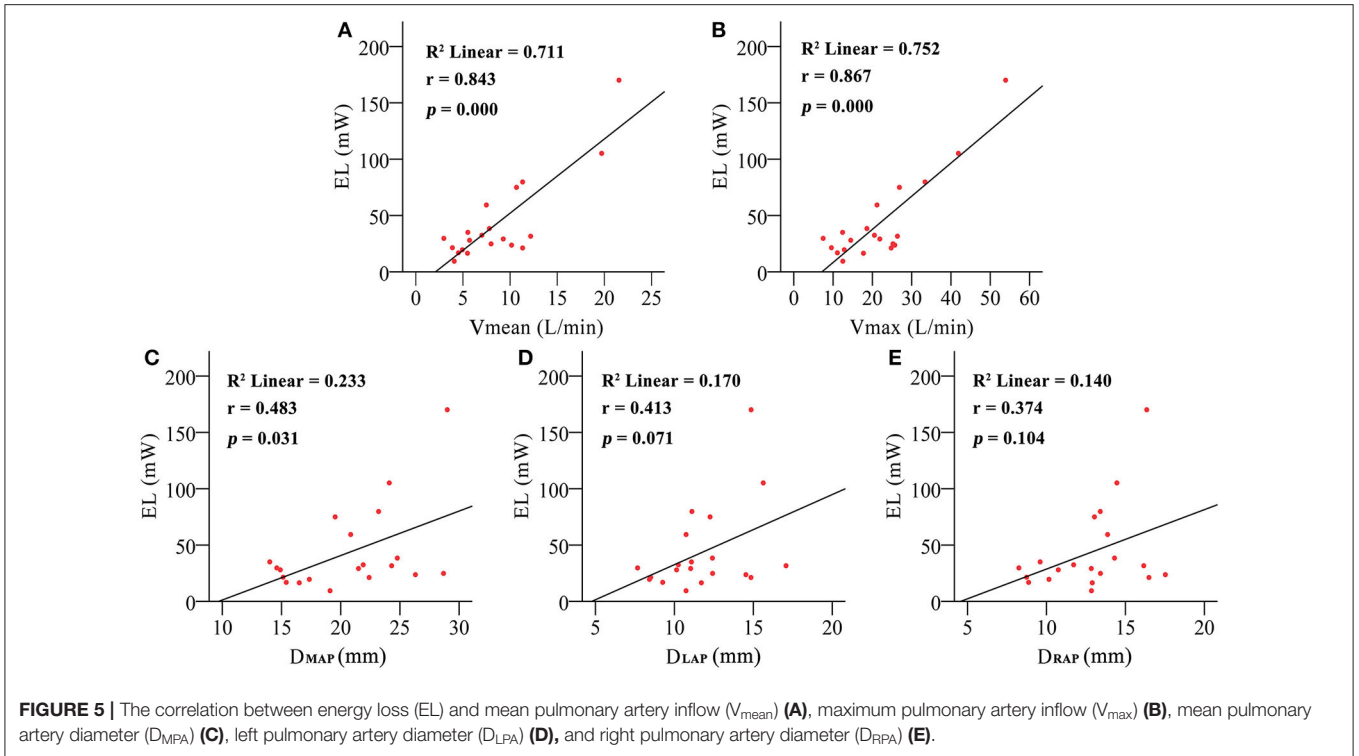 A
R² Linear = 0.711
r = 0.843
p = 0.000
200
150
100
50
0
EL (mW)
0 5 10 15 20 25
Vmean (L/min)
B
R² Linear = 0.752
r = 0.867
p = 0.000
200
150
100
50
0
EL (mW)
0 10 20 30 40 50 60
Vmax (L/min)
C
R² Linear = 0.233
r = 0.483
p = 0.031
200
150
100
50
0
EL (mW)
10 15 20 25 30
DMAP (mm)
D
R² Linear = 0.170
r = 0.413
p = 0.071
200
150
100
50
0
EL (mW)
5 10 15 20
DLAP (mm)
E
R² Linear = 0.140
r = 0.374
p = 0.104
200
150
100
50
0
EL (mW)
5 10 15 20
DRAP (mm)
FIGURE 5 | The correlation between energy loss (EL) and mean pulmonary artery inflow (Vmean) (A), maximum pulmonary artery inflow (Vmax) (B), mean pulmonary
artery diameter (DMPA) (C), left pulmonary artery diameter (DLPA) (D), and right pulmonary artery diameter (DRPA) (E).